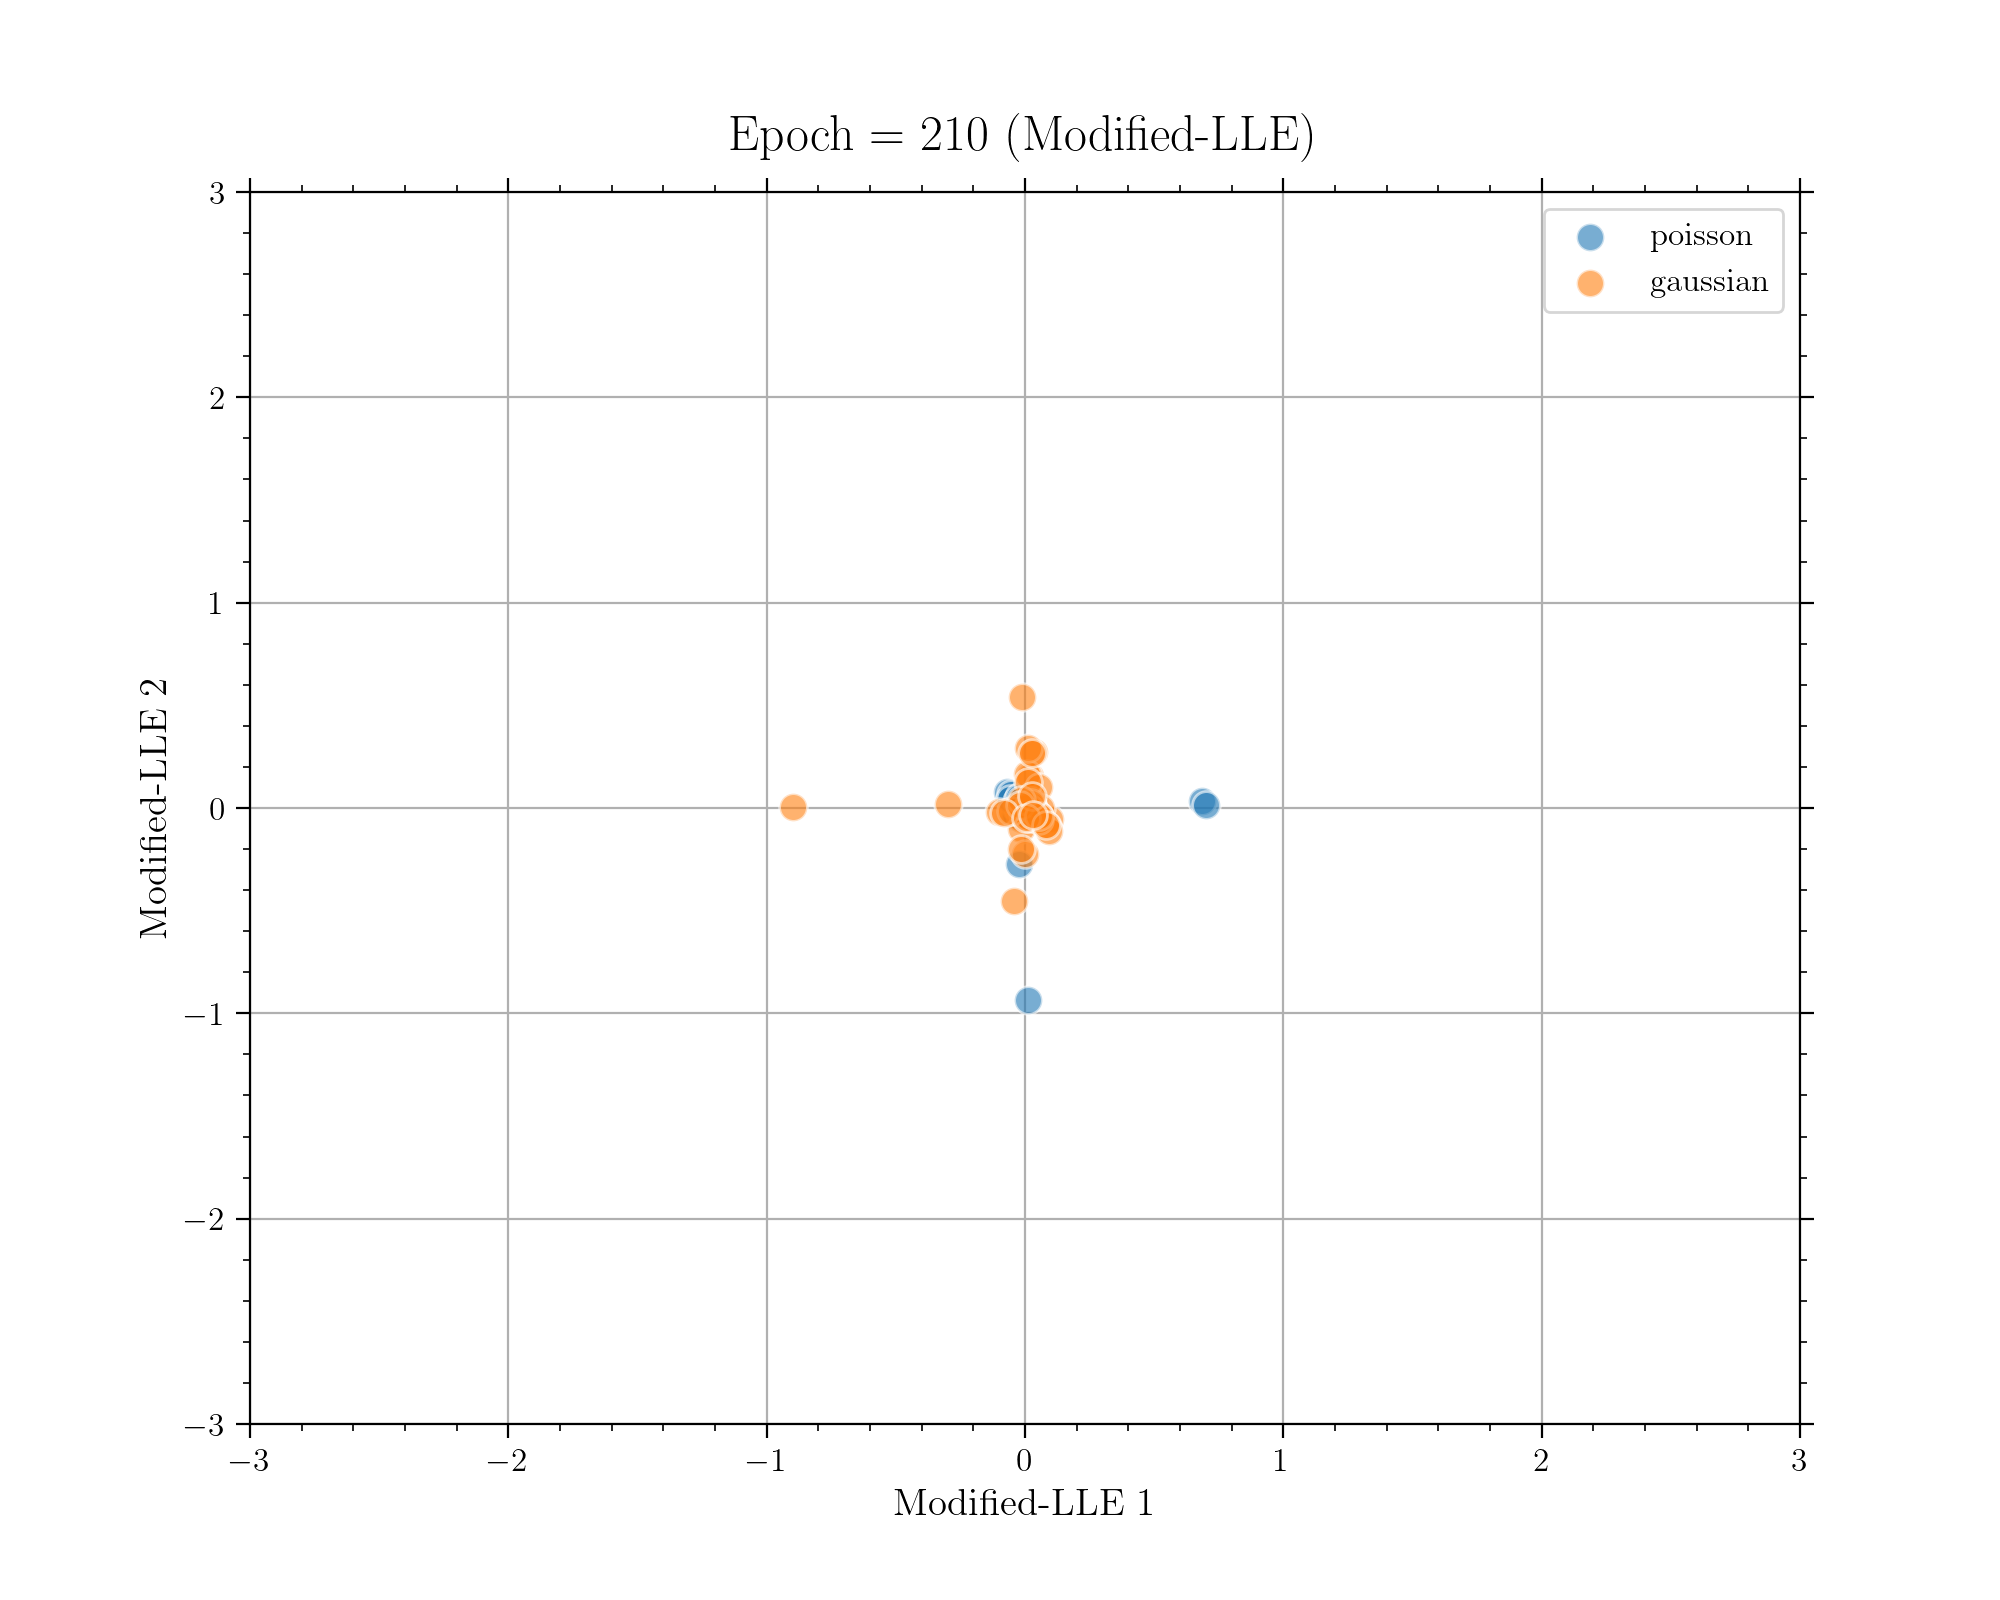 Epoch = 210 (Modified-LLE)
poisson
gaussian
3
2
1
0
−1
−2
−3
Modified-LLE 2
−3 −2 −1 0 1 2 3
Modified-LLE 1